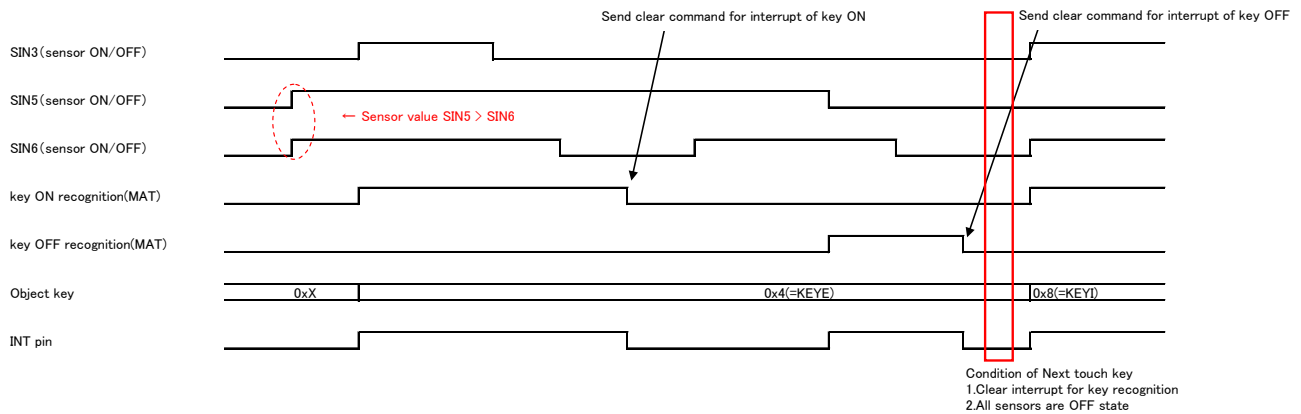 Send clear command for interrupt of key ON
Send clear command for interrupt of key OFF
SIN3(sensor ON/OFF)
SIN5(sensor ON/OFF)
← Sensor value SIN5 > SIN6
SIN6(sensor ON/OFF)
key ON recognition(MAT)
key OFF recognition(MAT)
Object key
0xX
0x4(=KEYE)
0x8(=KEYI)
INT pin
Condition of Next touch key
1.Clear interrupt for key recognition
2.All sensors are OFF state